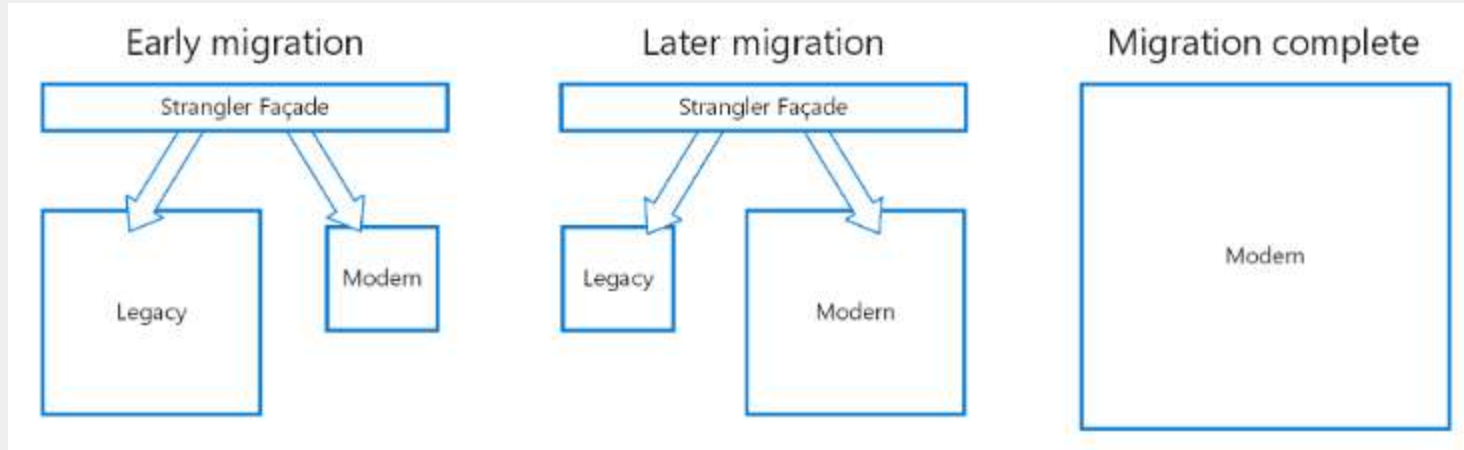 Early migration
Later migration
Migration complete
Strangler Façade
Strangler Façade
Legacy
Modern
Legacy
Modern
Modern